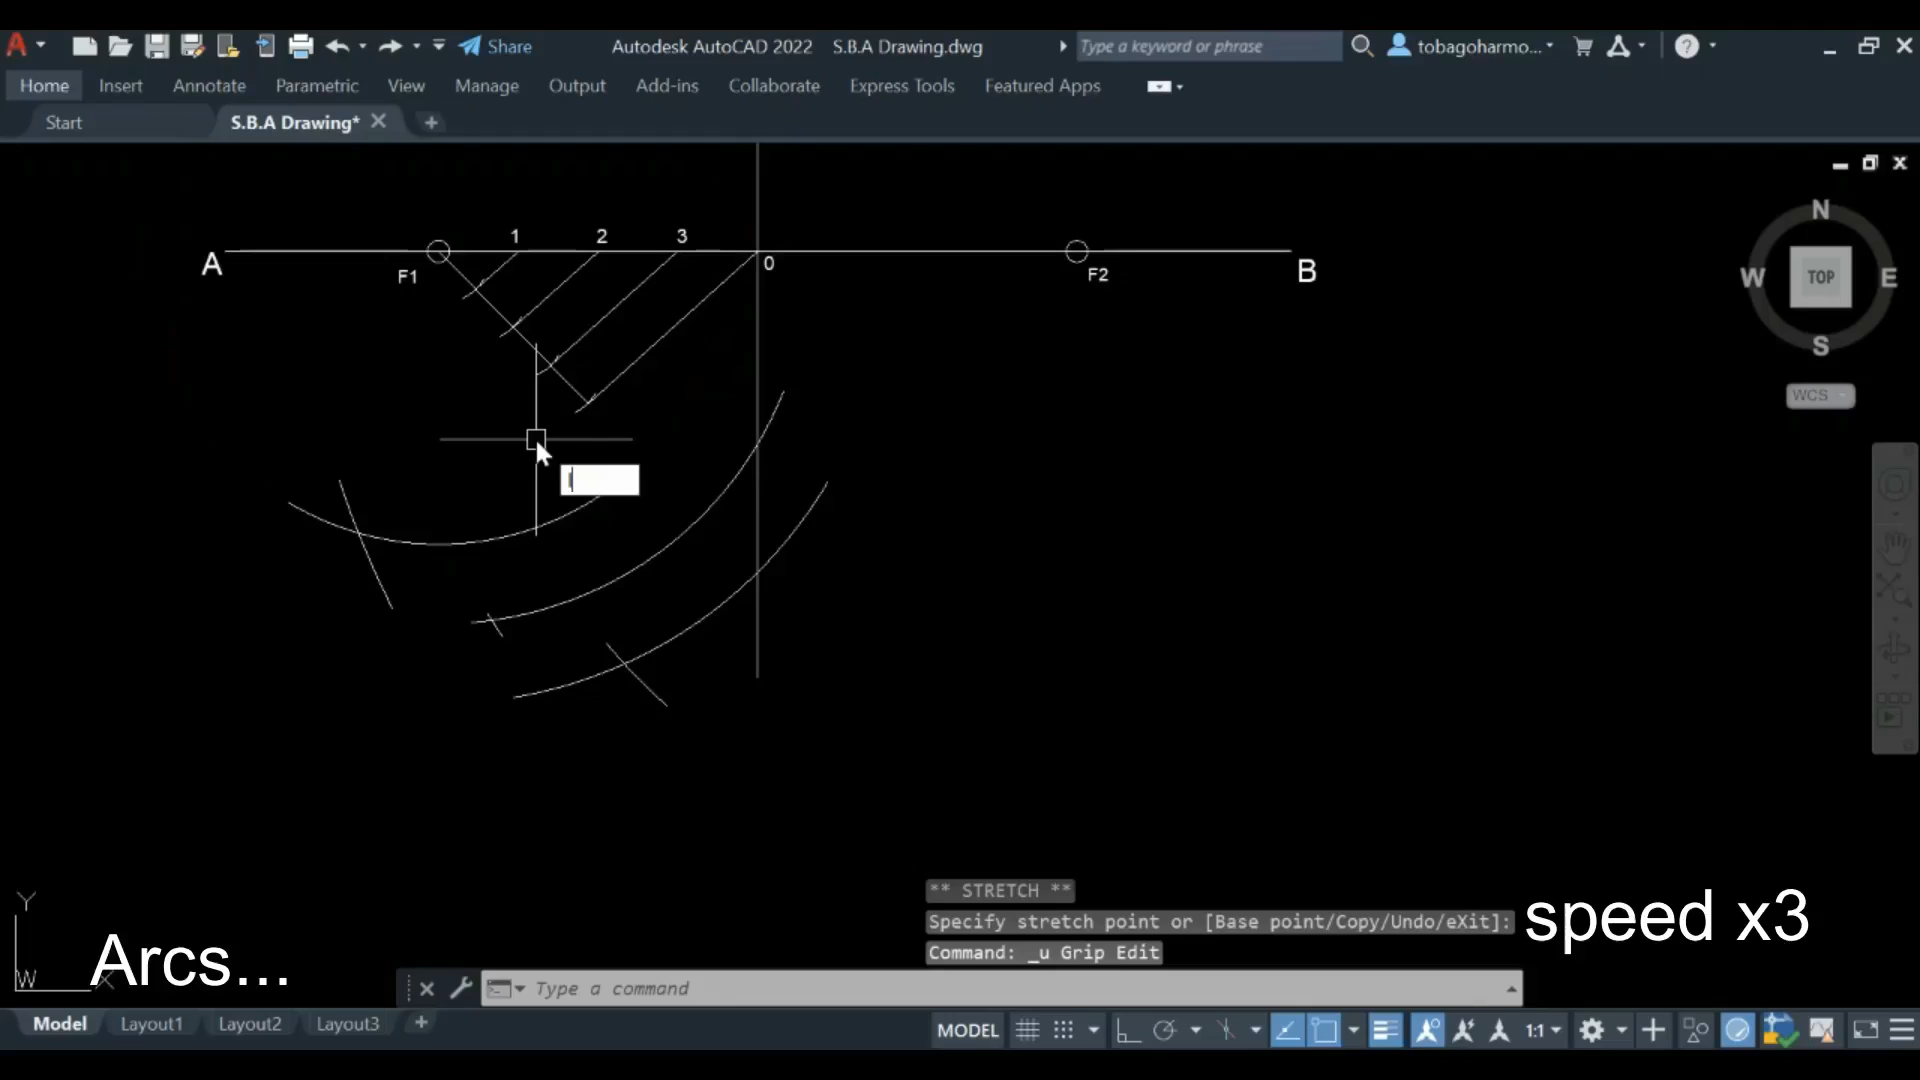 Share
Autodesk AutoCAD 2022 S.B.A Drawing.dwg
Type a keyword or phrase
tobagoharmo...
Home Insert Annotate Parametric View Manage Output Add-ins Collaborate Express Tools Featured Apps
Start S.B.A Drawing*
N
W TOP E
S
WCS
1 2 3
A 0 B
F1 F2
** STRETCH **
Specify stretch point or [Base point/Copy/Undo/eXit]:
Command: _u Grip Edit
speed x3
Y
Arcs...
W X
Type a command
Model Layout1 Layout2 Layout3
MODEL 1:1